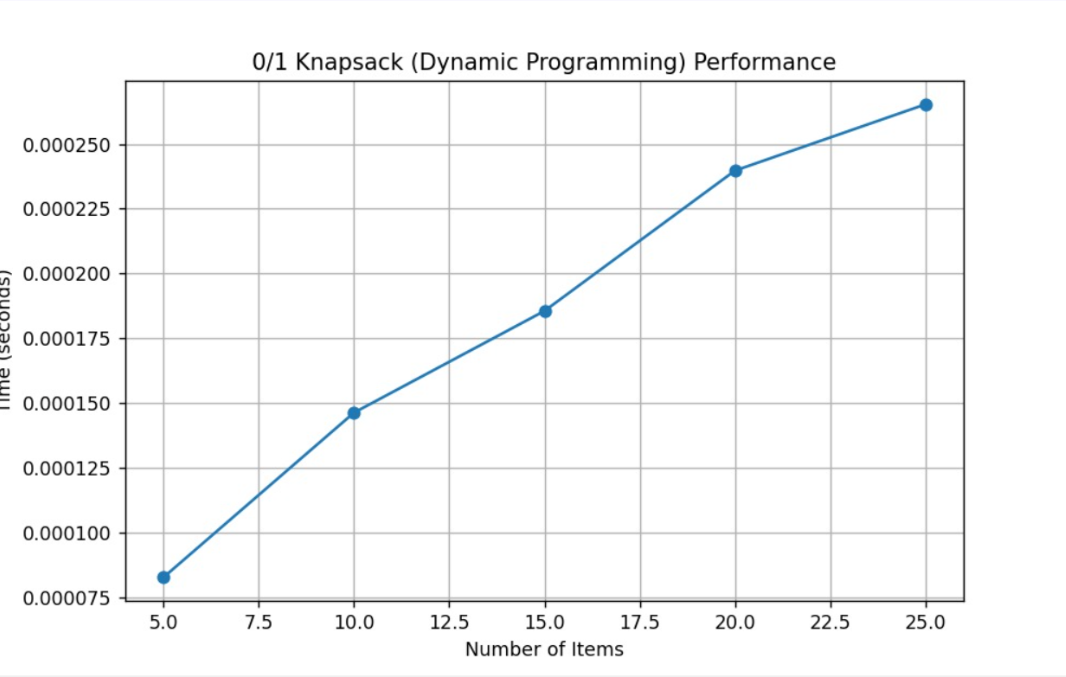 0/1 Knapsack (Dynamic Programming) Performance
Time (seconds)
0.000250
0.000225
0.000200
0.000175
0.000150
0.000125
0.000100
0.000075
5.0 7.5 10.0 12.5 15.0 17.5 20.0 22.5 25.0
Number of Items